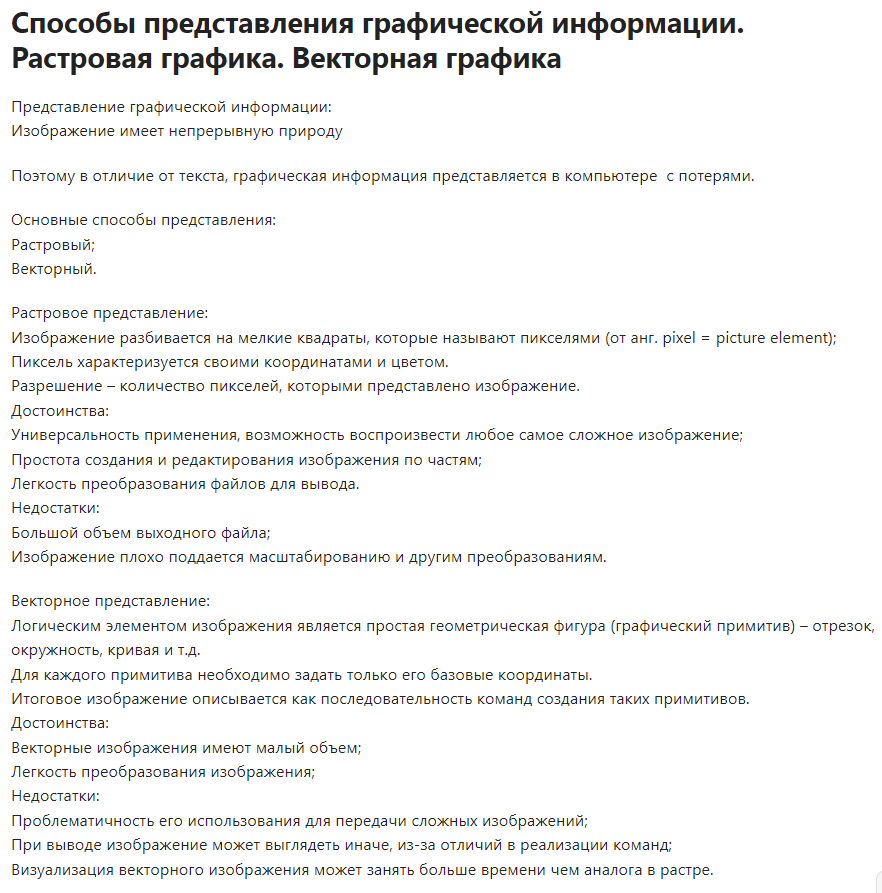 Способы представления графической информации.
Растровая графика. Векторная графика
Представление графической информации:
Изображение имеет непрерывную природу
Поэтому в отличие от текста, графическая информация представляется в компьютере  с потерями.
Основные способы представления:
Растровый;
Векторный.
Растровое представление:
Изображение разбивается на мелкие квадраты, которые называют пикселями (от анг. pixel = picture element);
Пиксель характеризуется своими координатами и цветом.
Разрешение – количество пикселей, которыми представлено изображение.
Достоинства:
Универсальность применения, возможность воспроизвести любое самое сложное изображение;
Простота создания и редактирования изображения по частям;
Легкость преобразования файлов для вывода.
Недостатки:
Большой объем выходного файла;
Изображение плохо поддается масштабированию и другим преобразованиям.
Векторное представление:
Логическим элементом изображения является простая геометрическая фигура (графический примитив) – отрезок,
окружность, кривая и т.д.
Для каждого примитива необходимо задать только его базовые координаты.
Итоговое изображение описывается как последовательность команд создания таких примитивов.
Достоинства:
Векторные изображения имеют малый объем;
Легкость преобразования изображения;
Недостатки:
Проблематичность его использования для передачи сложных изображений;
При выводе изображение может выглядеть иначе, из-за отличий в реализации команд;
Визуализация векторного изображения может занять больше времени чем аналога в растре.